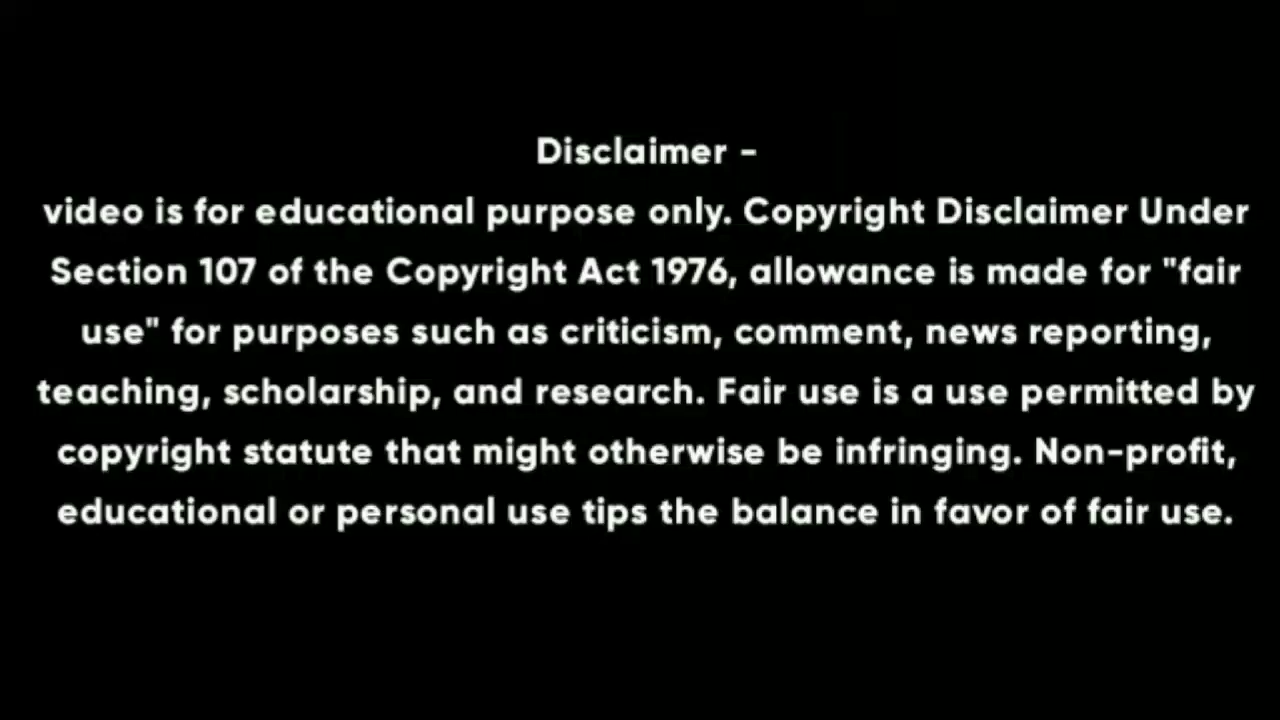 Disclaimer -
video is for educational purpose only. Copyright Disclaimer Under
Section 107 of the Copyright Act 1976, allowance is made for "fair
use" for purposes such as criticism, comment, news reporting,
teaching, scholarship, and research. Fair use is a use permitted by
copyright statute that might otherwise be infringing. Non-profit,
educational or personal use tips the balance in favor of fair use.